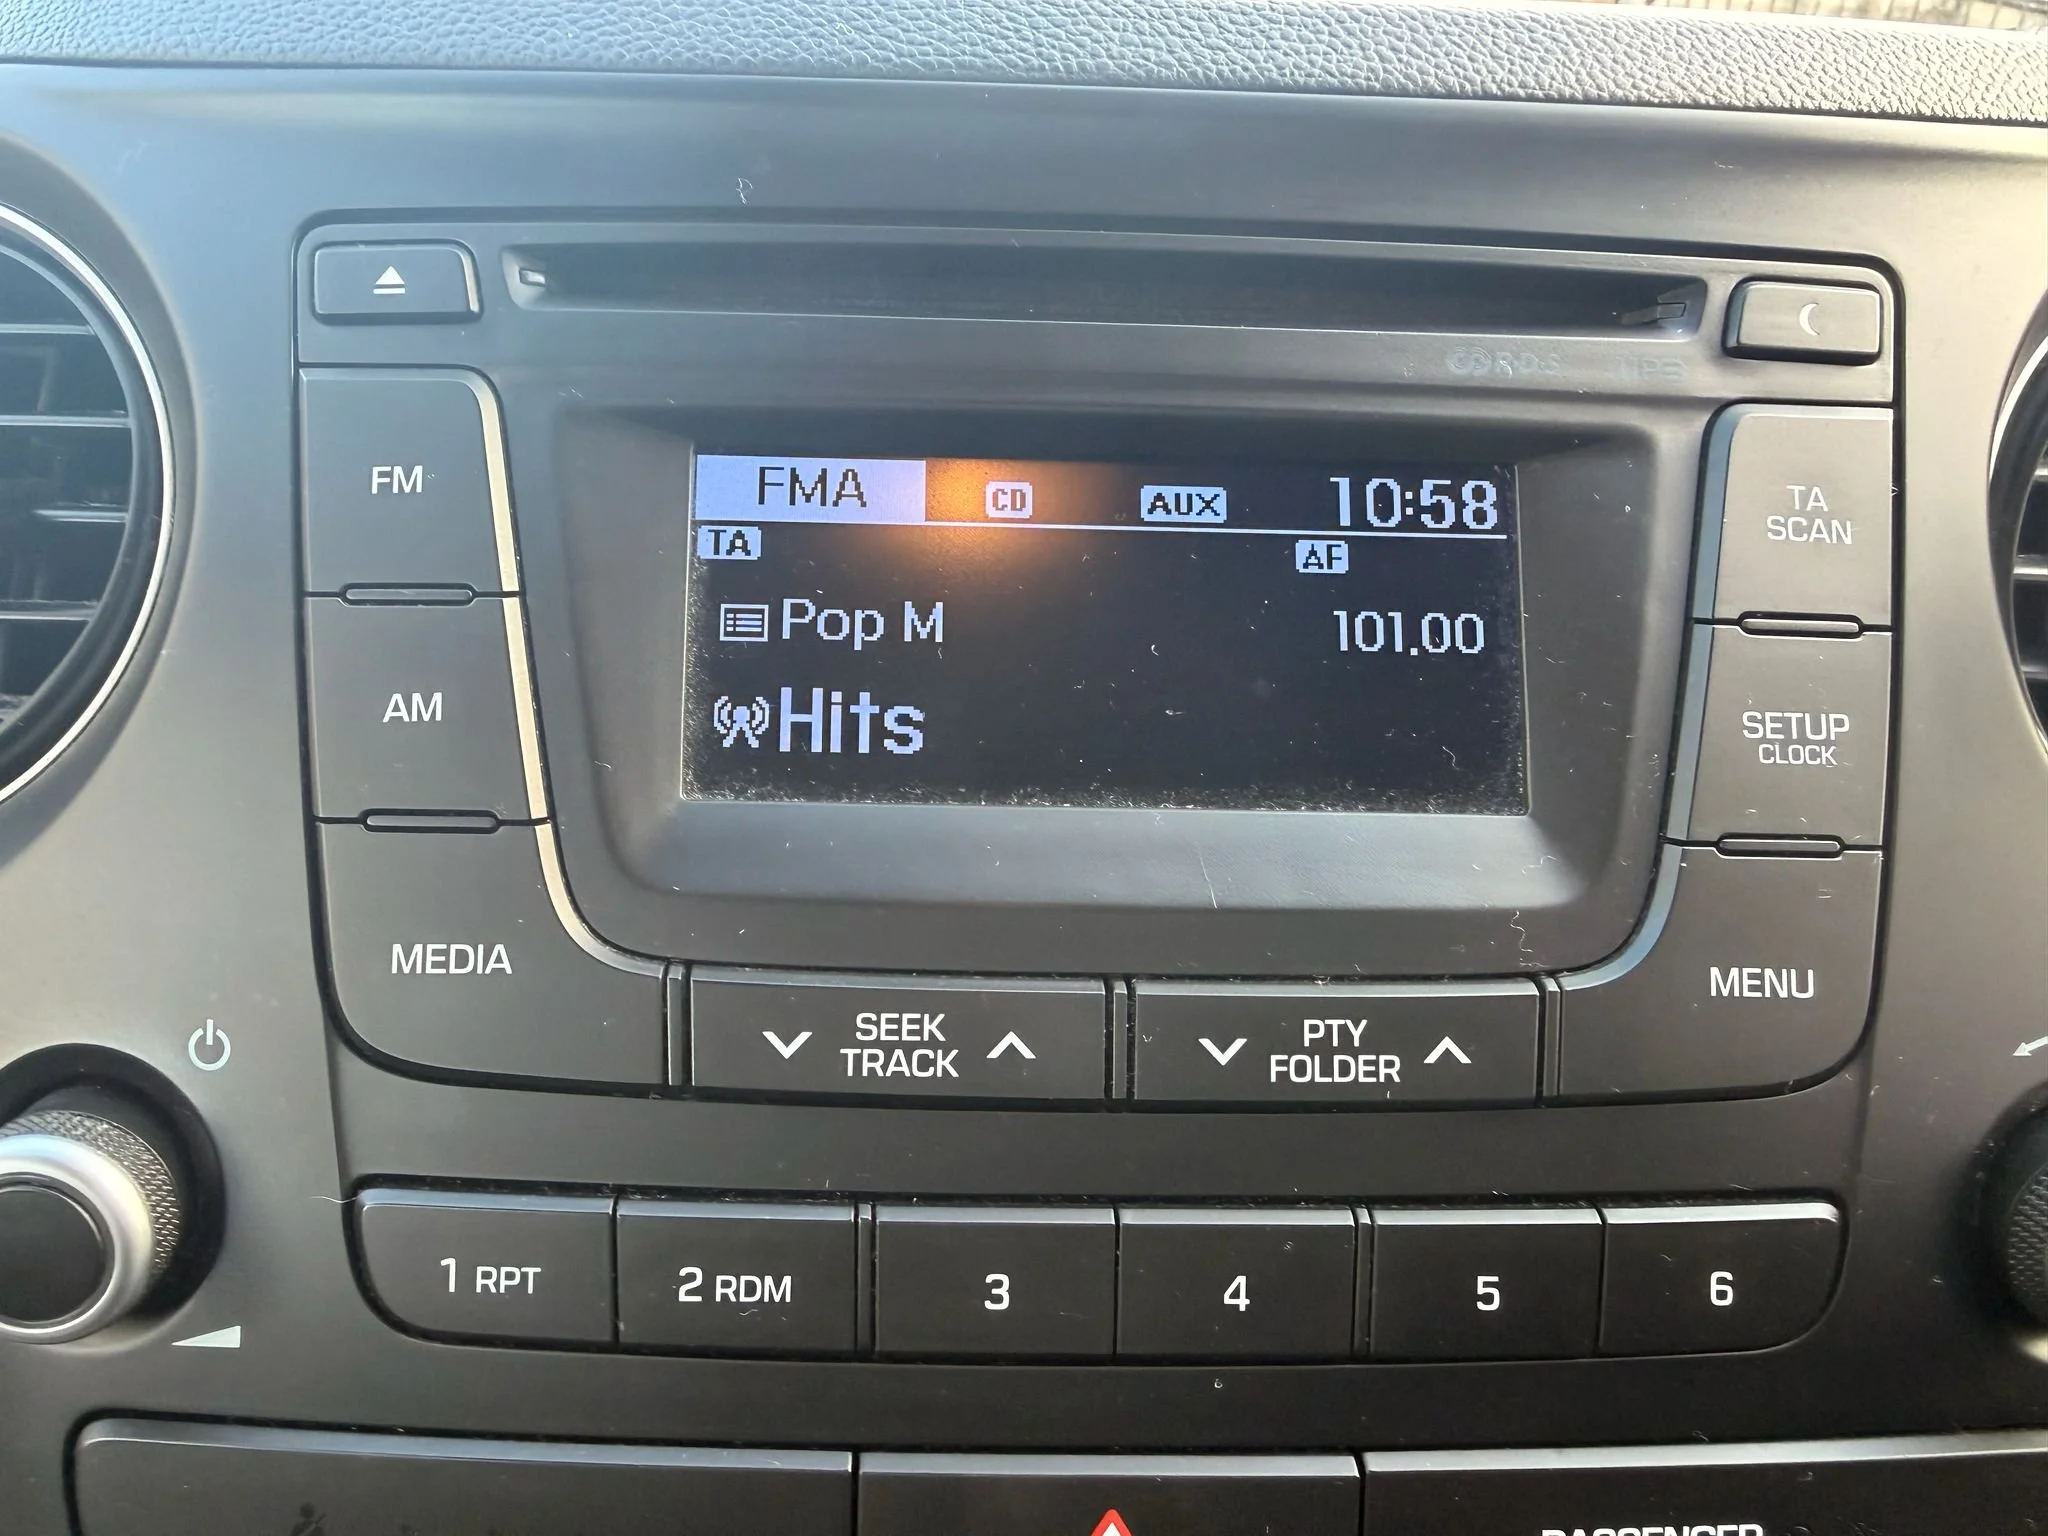 FMA CD AUX 10:58
TA AF
Pop M 101.00
Hits
FM
AM
MEDIA
TA
SCAN
SETUP
CLOCK
MENU
SEEK
TRACK
PTY
FOLDER
1 RPT
2 RDM
3
4
5
6
PASSENGER